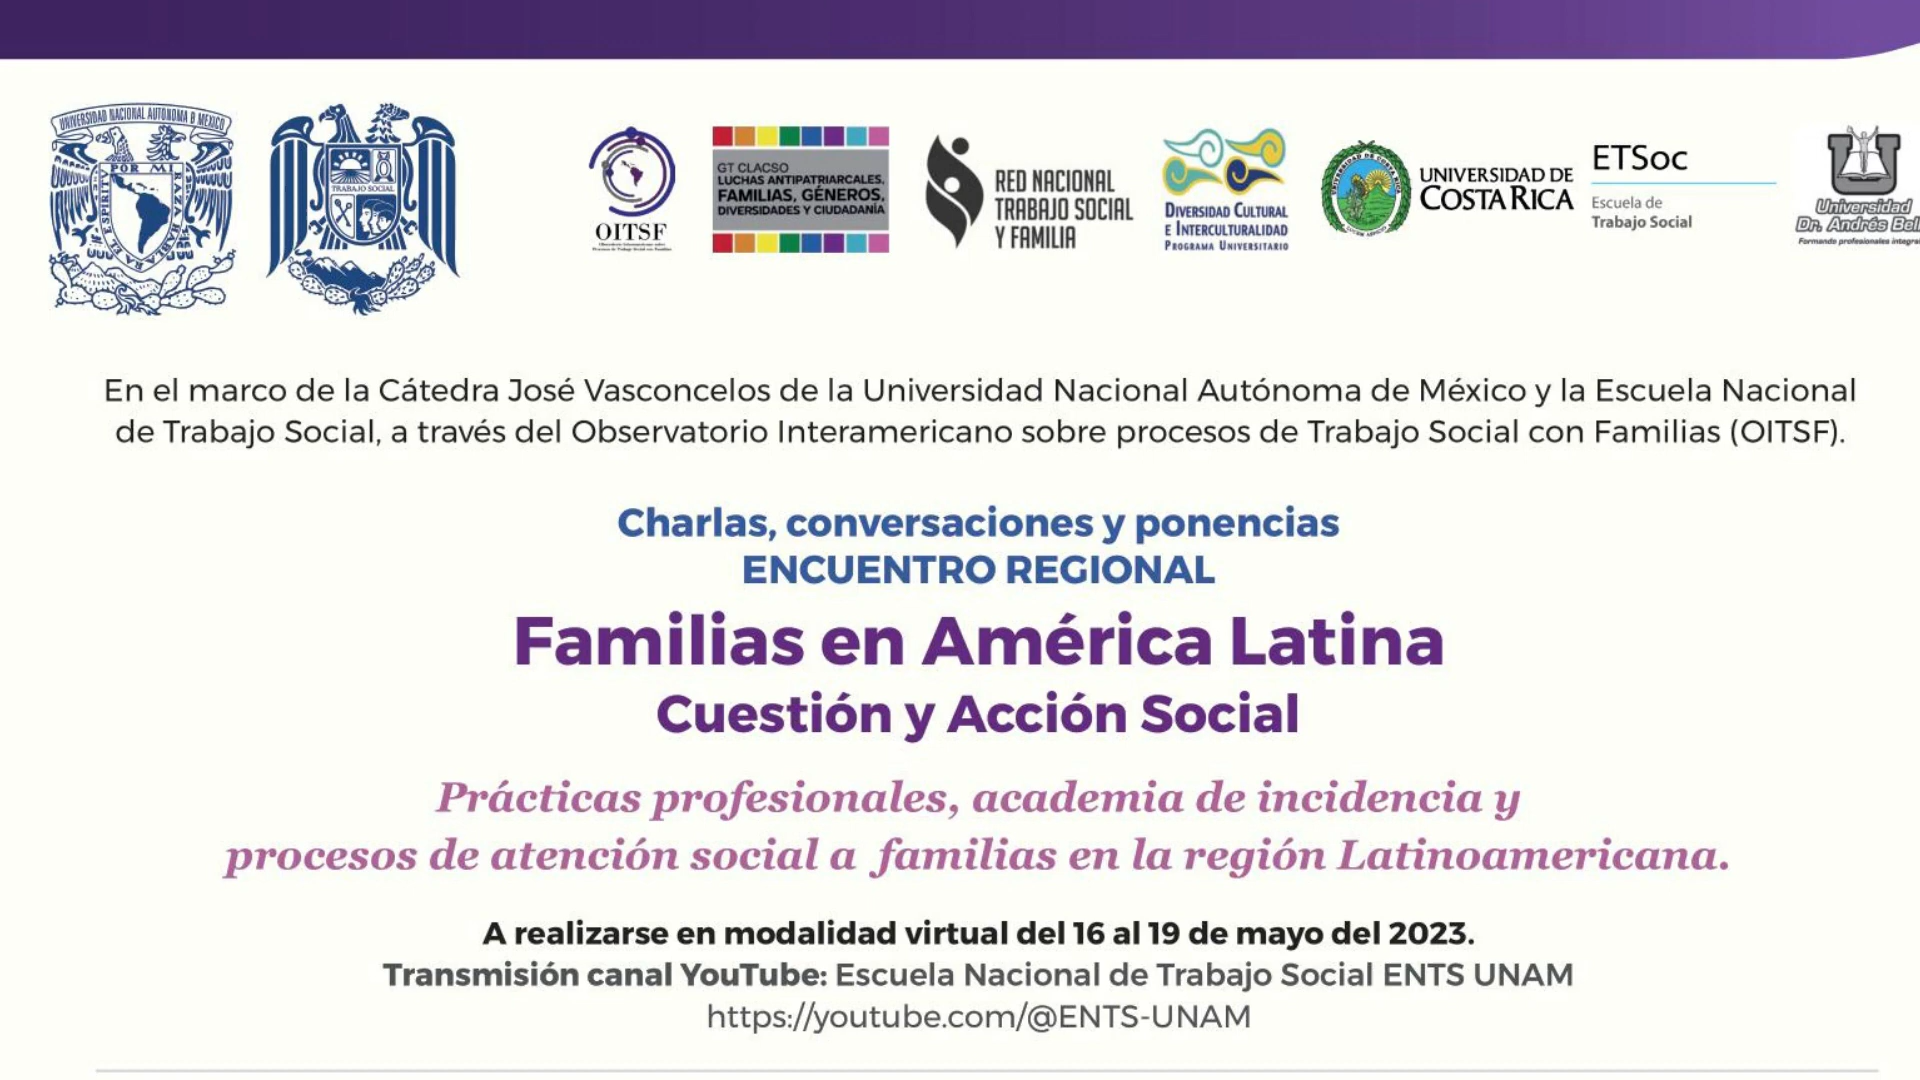 UNIVERSIDAD NACIONAL AUTONOMA D MEXICO
POR MI RAZA HABLARA EL ESPIRITU
TRABAJO SOCIAL
OITSF
GT CLACSO
LUCHAS ANTIPATRIARCALES,
FAMILIAS, GÉNEROS,
DIVERSIDADES Y CIUDADANÍA
RED NACIONAL
TRABAJO SOCIAL
Y FAMILIA
DIVERSIDAD CULTURAL
E INTERCULTURALIDAD
PROGRAMA UNIVERSITARIO
UNIVERSIDAD DE
COSTA RICA
ETSoc
Escuela de
Trabajo Social
Universidad
Dr. Andrés Bell
Formando profesionales integra
En el marco de la Cátedra José Vasconcelos de la Universidad Nacional Autónoma de México y la Escuela Nacional
de Trabajo Social, a través del Observatorio Interamericano sobre procesos de Trabajo Social con Familias (OITSF).
Charlas, conversaciones y ponencias
ENCUENTRO REGIONAL
Familias en América Latina
Cuestión y Acción Social
Prácticas profesionales, academia de incidencia y
procesos de atención social a familias en la región Latinoamericana.
A realizarse en modalidad virtual del 16 al 19 de mayo del 2023.
Transmisión canal YouTube: Escuela Nacional de Trabajo Social ENTS UNAM
https://youtube.com/@ENTS-UNAM